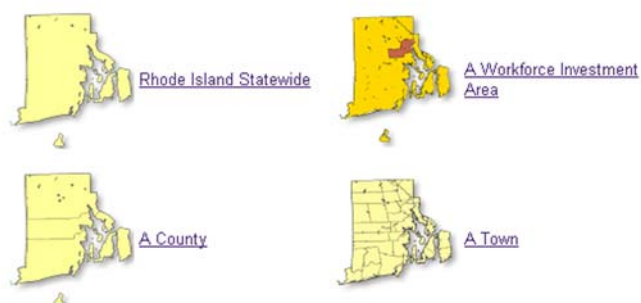 Rhode Island Statewide
A Workforce Investment
Area
A County
A Town